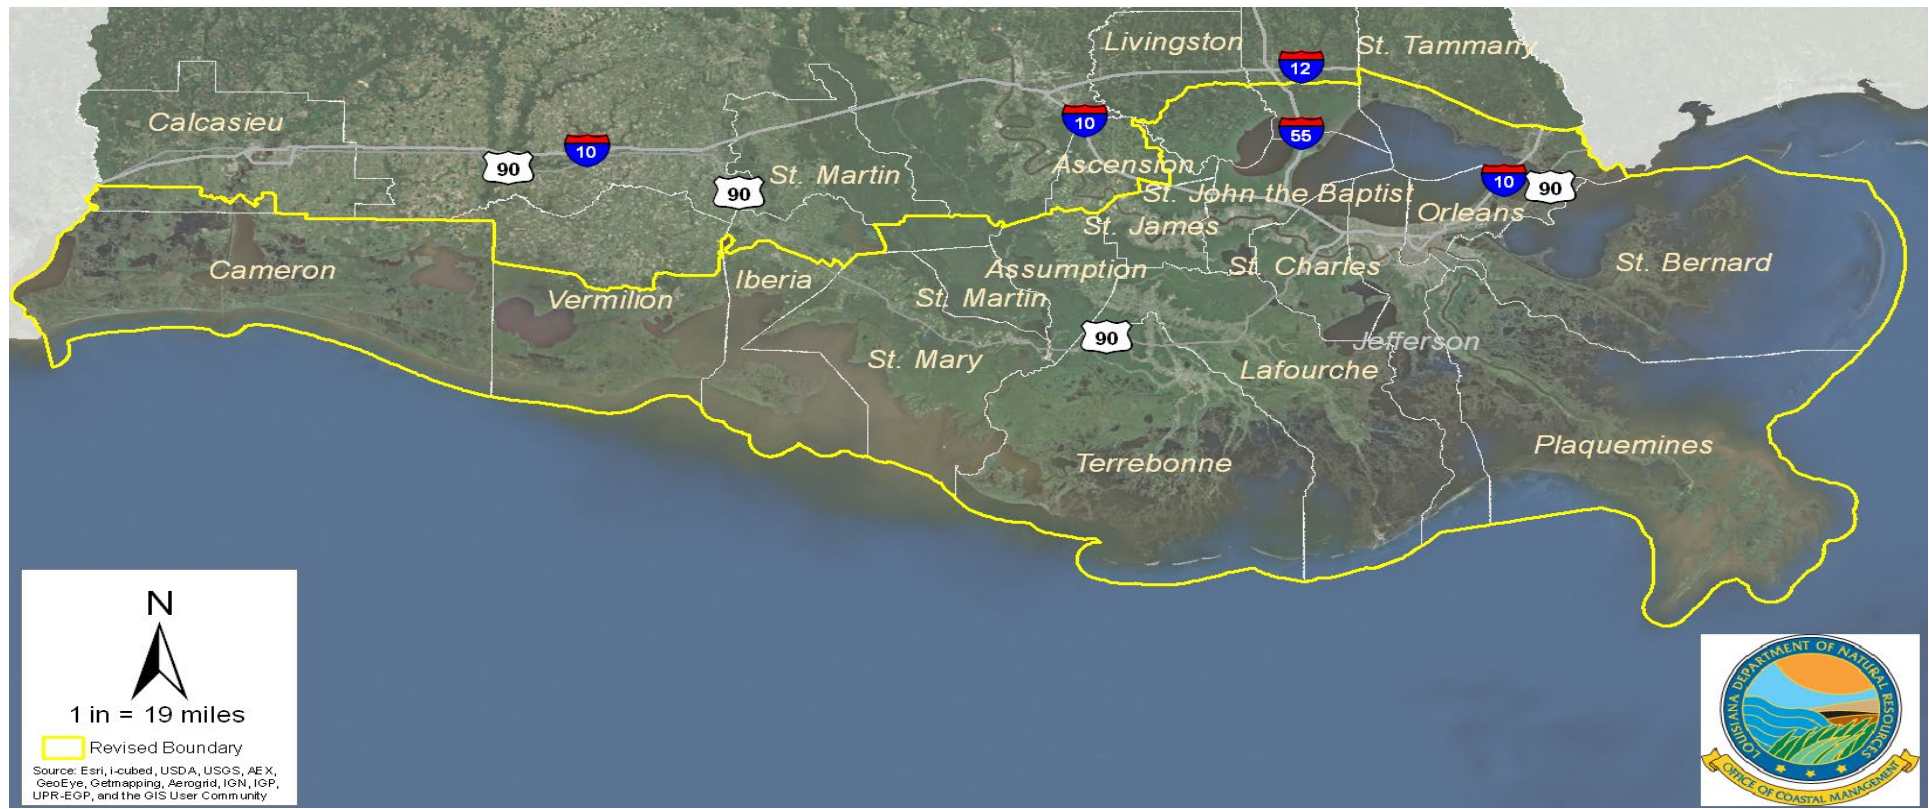 Livingston
St. Tammany
12
Calcasieu
10
55
90
10
Ascension
St. Martin
90
10
90
St. John the Baptist
Orleans
St. James
Cameron
Vermilion
Iberia
Assumption
St. Martin
St. Charles
St. Bernard
90
Jefferson
St. Mary
Lafourche
Plaquemines
Terrebonne
N
1 in = 19 miles
Revised Boundary
Source: Esri, i-cubed, USDA, USGS, AEX,
GeoEye, Getmapping, Aerogrid, IGN, IGP,
UPR-EGP, and the GIS User Community
LOUISIANA DEPARTMENT OF NATURAL RESOURCES
OFFICE OF COASTAL MANAGEMENT